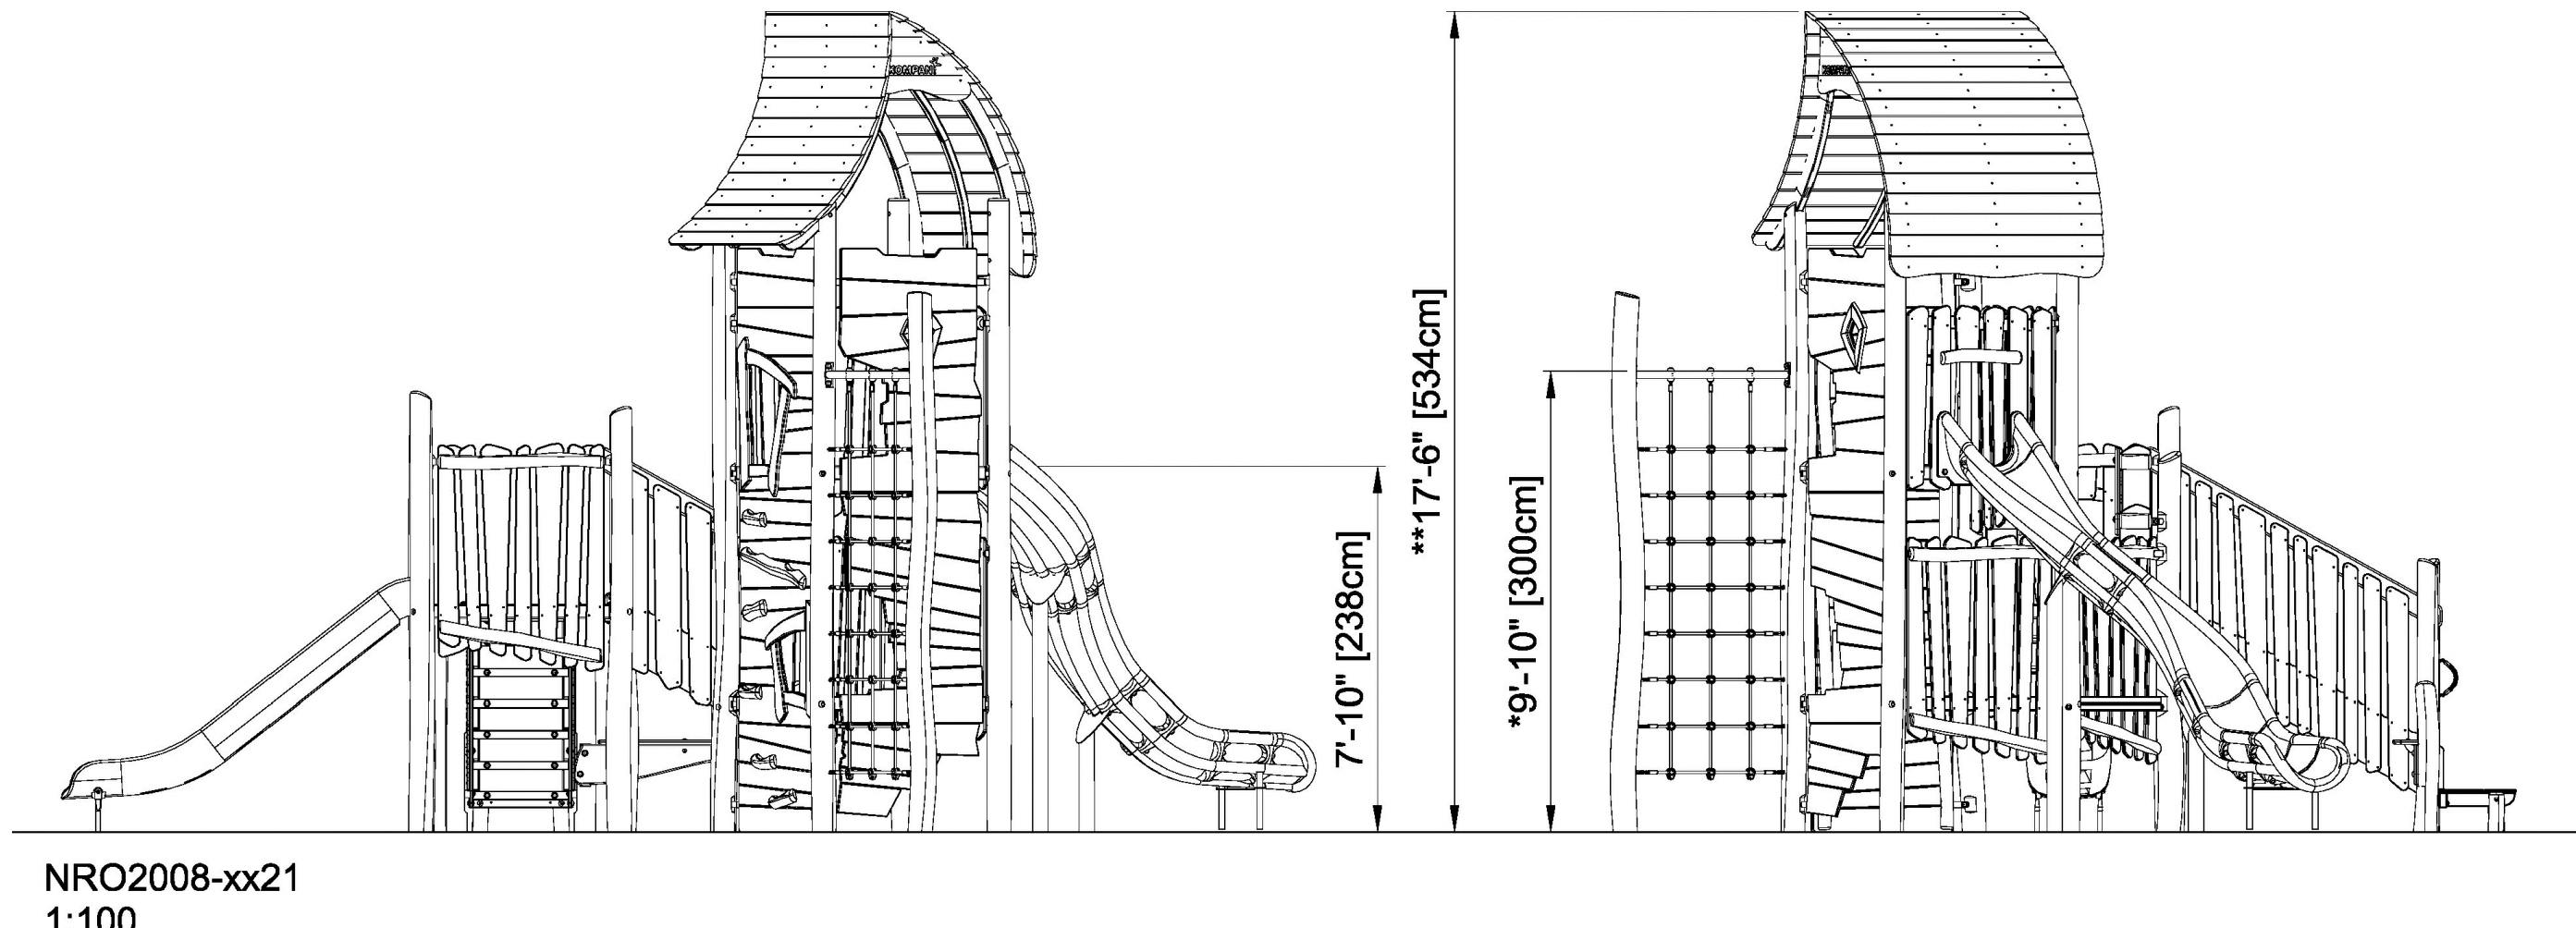 KOMPAN
7'-10" [238cm]
**17'-6" [534cm]
*9'-10" [300cm]
NRO2008-xx21
1:100